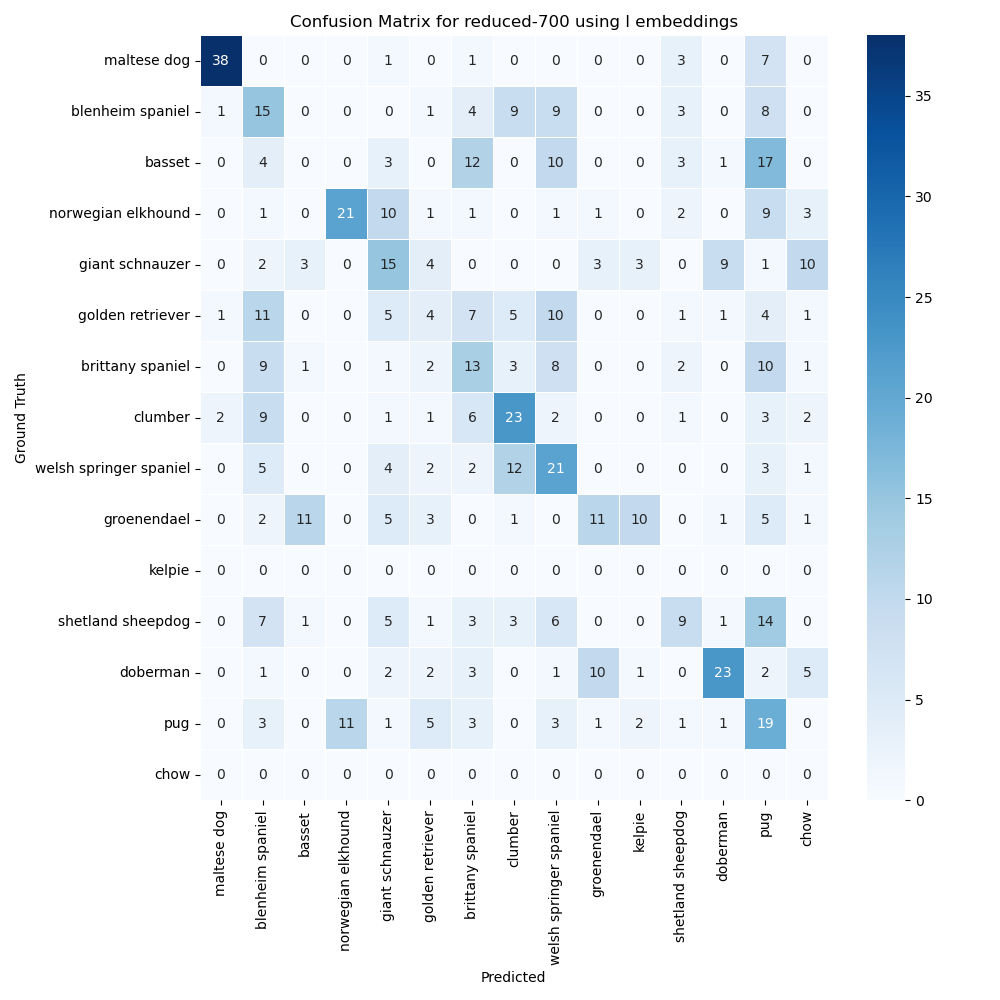 Confusion Matrix for reduced-700 using l embeddings
Ground Truth
maltese dog 38 0 0 0 1 0 1 0 0 0 0 3 0 7 0
blenheim spaniel 1 15 0 0 0 1 4 9 9 0 0 3 0 8 0
basset 0 4 0 0 3 0 12 0 10 0 0 3 1 17 0
norwegian elkhound 0 1 0 21 10 1 1 0 1 1 0 2 0 9 3
giant schnauzer 0 2 3 0 15 4 0 0 0 3 3 0 9 1 10
golden retriever 1 11 0 0 5 4 7 5 10 0 0 1 1 4 1
brittany spaniel 0 9 1 0 1 2 13 3 8 0 0 2 0 10 1
clumber 2 9 0 0 1 1 6 23 2 0 0 1 0 3 2
welsh springer spaniel 0 5 0 0 4 2 2 12 21 0 0 0 0 3 1
groenendael 0 2 11 0 5 3 0 1 0 11 10 0 1 5 1
kelpie 0 0 0 0 0 0 0 0 0 0 0 0 0 0 0
shetland sheepdog 0 7 1 0 5 1 3 3 6 0 0 9 1 14 0
doberman 0 1 0 0 2 2 3 0 1 10 1 0 23 2 5
pug 0 3 0 11 1 5 3 0 3 1 2 1 1 19 0
chow 0 0 0 0 0 0 0 0 0 0 0 0 0 0 0
maltese dog
blenheim spaniel
basset
norwegian elkhound
giant schnauzer
golden retriever
brittany spaniel
clumber
welsh springer spaniel
groenendael
kelpie
shetland sheepdog
doberman
pug
chow
Predicted
35
30
25
20
15
10
5
0